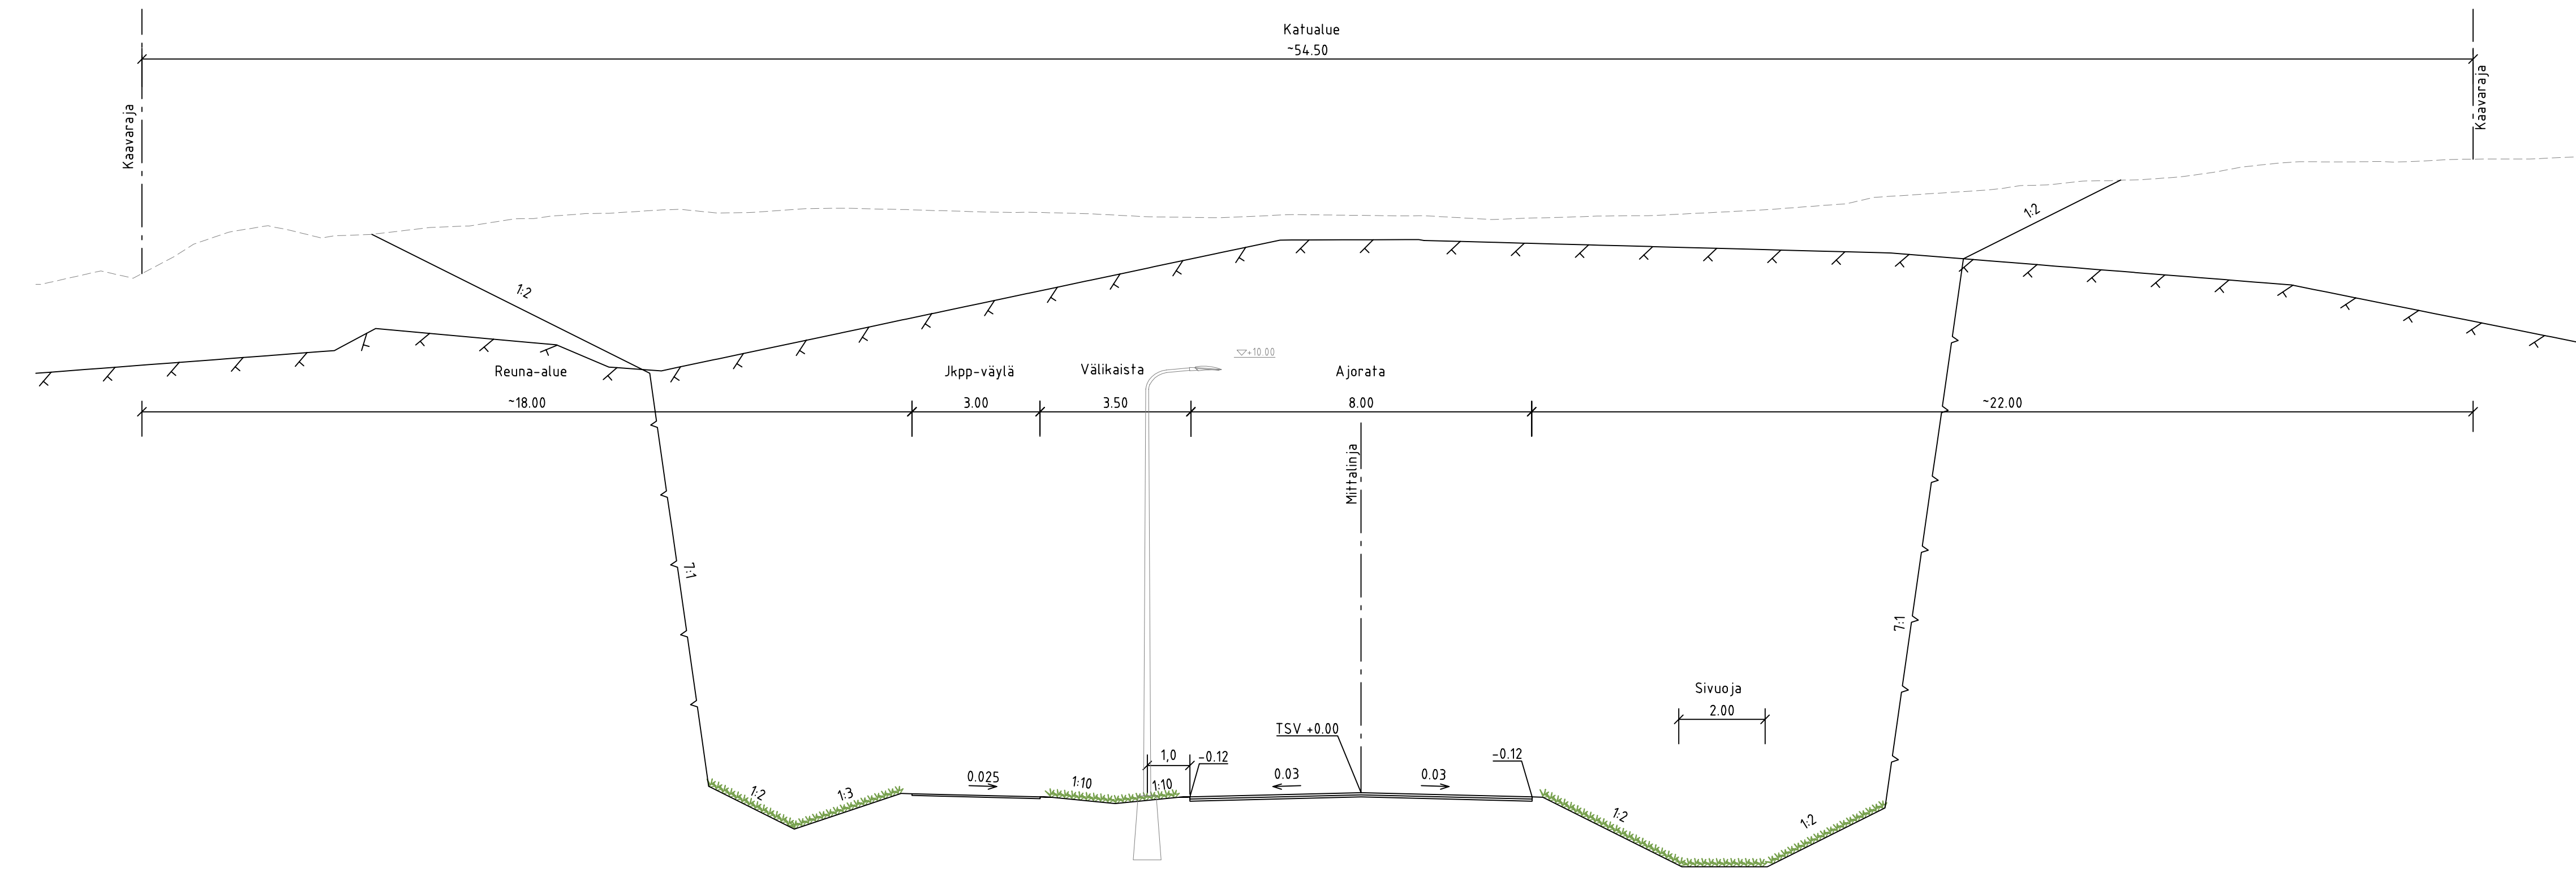 Katualue
~54.50
Kaavaraja
Kaavaraja
1:2
1:2
Reuna-alue
Jkpp-väylä
Välikaista
+10.00
Ajorata
~18.00
3.00
3.50
8.00
~22.00
Mittalinja
7:1
7:1
Sivuoja
2.00
TSV +0.00
1,0
-0.12
-0.12
0.025
0.03
0.03
1:2
1:3
1:10
1:10
1:2
1:2